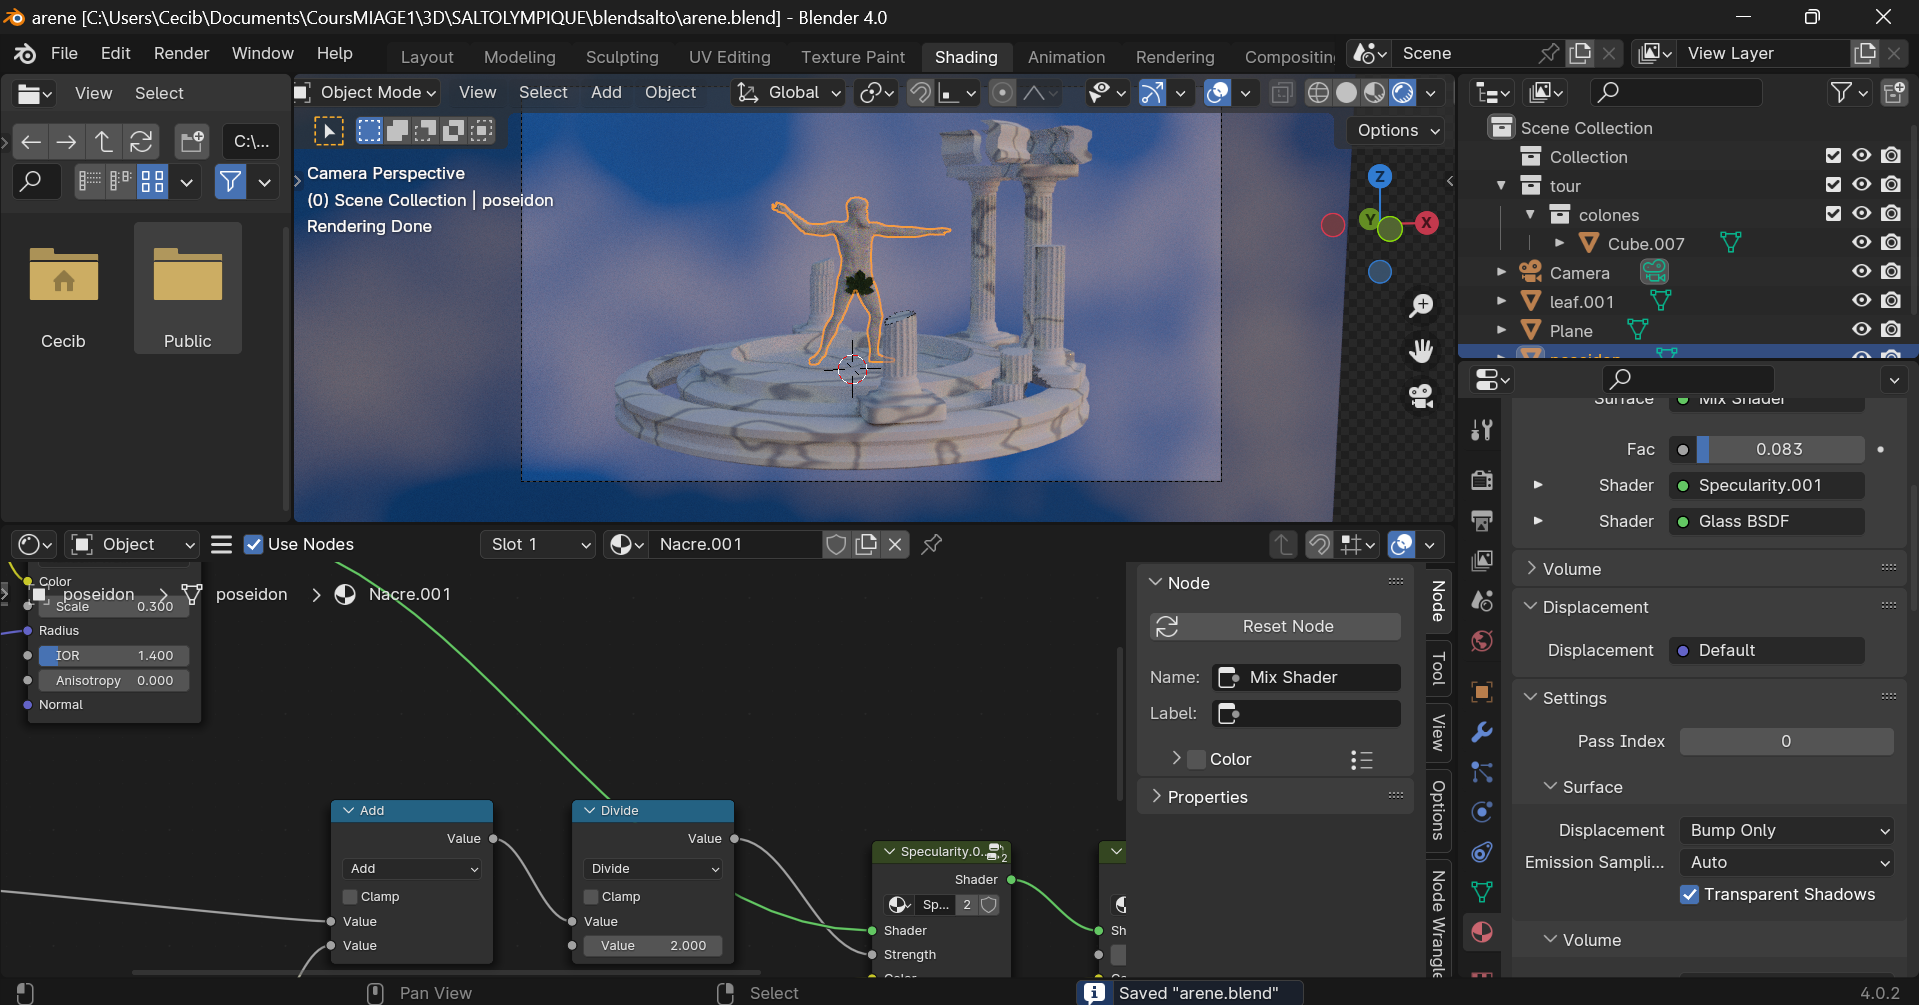 arene [C:\Users\Cecib\Documents\CoursMIAGE1\3D\SALTOLYMPIQUE\blendsalto\arene.blend] - Blender 4.0
File Edit Render Window Help
Layout Modeling Sculpting UV Editing Texture Paint Shading Animation Rendering Compositin
Scene
View Layer
View Select
Object Mode View Select Add Object
Global
C:\...
Options
Camera Perspective
(0) Scene Collection | poseidon
Rendering Done
Z
Y
X
Cecib
Public
Scene Collection
Collection
tour
colones
Cube.007
Camera
leaf.001
Plane
poseidon
Surface Mix Shader
Fac 0.083
Shader Specularity.001
Shader Glass BSDF
Volume
Displacement
Displacement Default
Settings
Pass Index 0
Surface
Displacement Bump Only
Emission Sampli... Auto
Transparent Shadows
Volume
Object
Use Nodes
Slot 1
Nacre.001
poseidon poseidon Nacre.001
Color
Scale 0.300
Radius
IOR 1.400
Anisotropy 0.000
Normal
Add
Value
Add
Clamp
Value
Value
Divide
Value
Divide
Clamp
Value
Value 2.000
Specularity.0...
2
Shader
Sp... 2
Shader
Strength
Color
Sh
Node
Reset Node
Name: Mix Shader
Label:
Color
Properties
Node
Tool
View
Options
Node Wrangle
Pan View
Select
Saved "arene.blend"
4.0.2